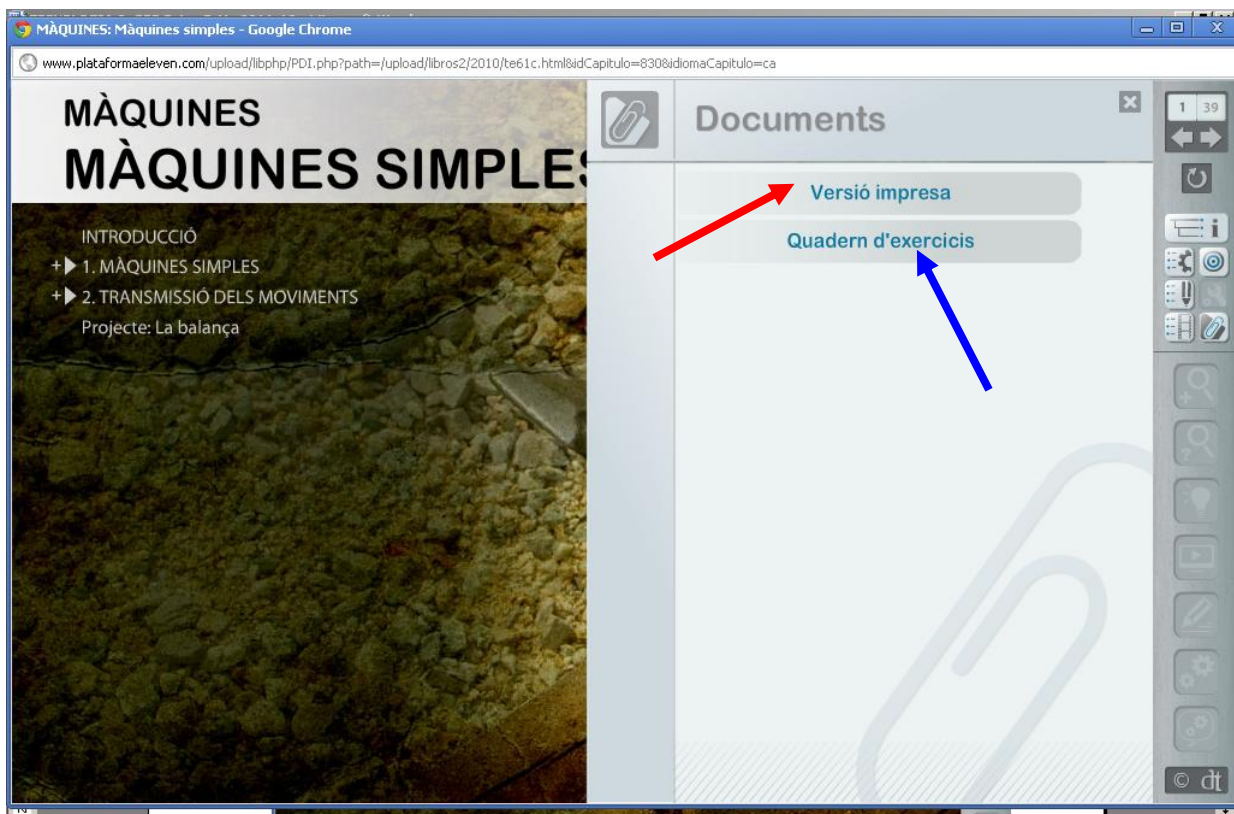 MÀQUINES: Màquines simples - Google Chrome
www.plataformaeleven.com/upload/libphp/PDI.php?path=/upload/libros2/2010/te61c.html&idCapitulo=830&idiomaCapitulo=ca
MÀQUINES
MÀQUINES SIMPLES
INTRODUCCIÓ
+ 1. MÀQUINES SIMPLES
+ 2. TRANSMISSIÓ DELS MOVIMENTS
Projecte: La balança
Documents
Versió impresa
Quadern d'exercicis
1 39
i
© dt